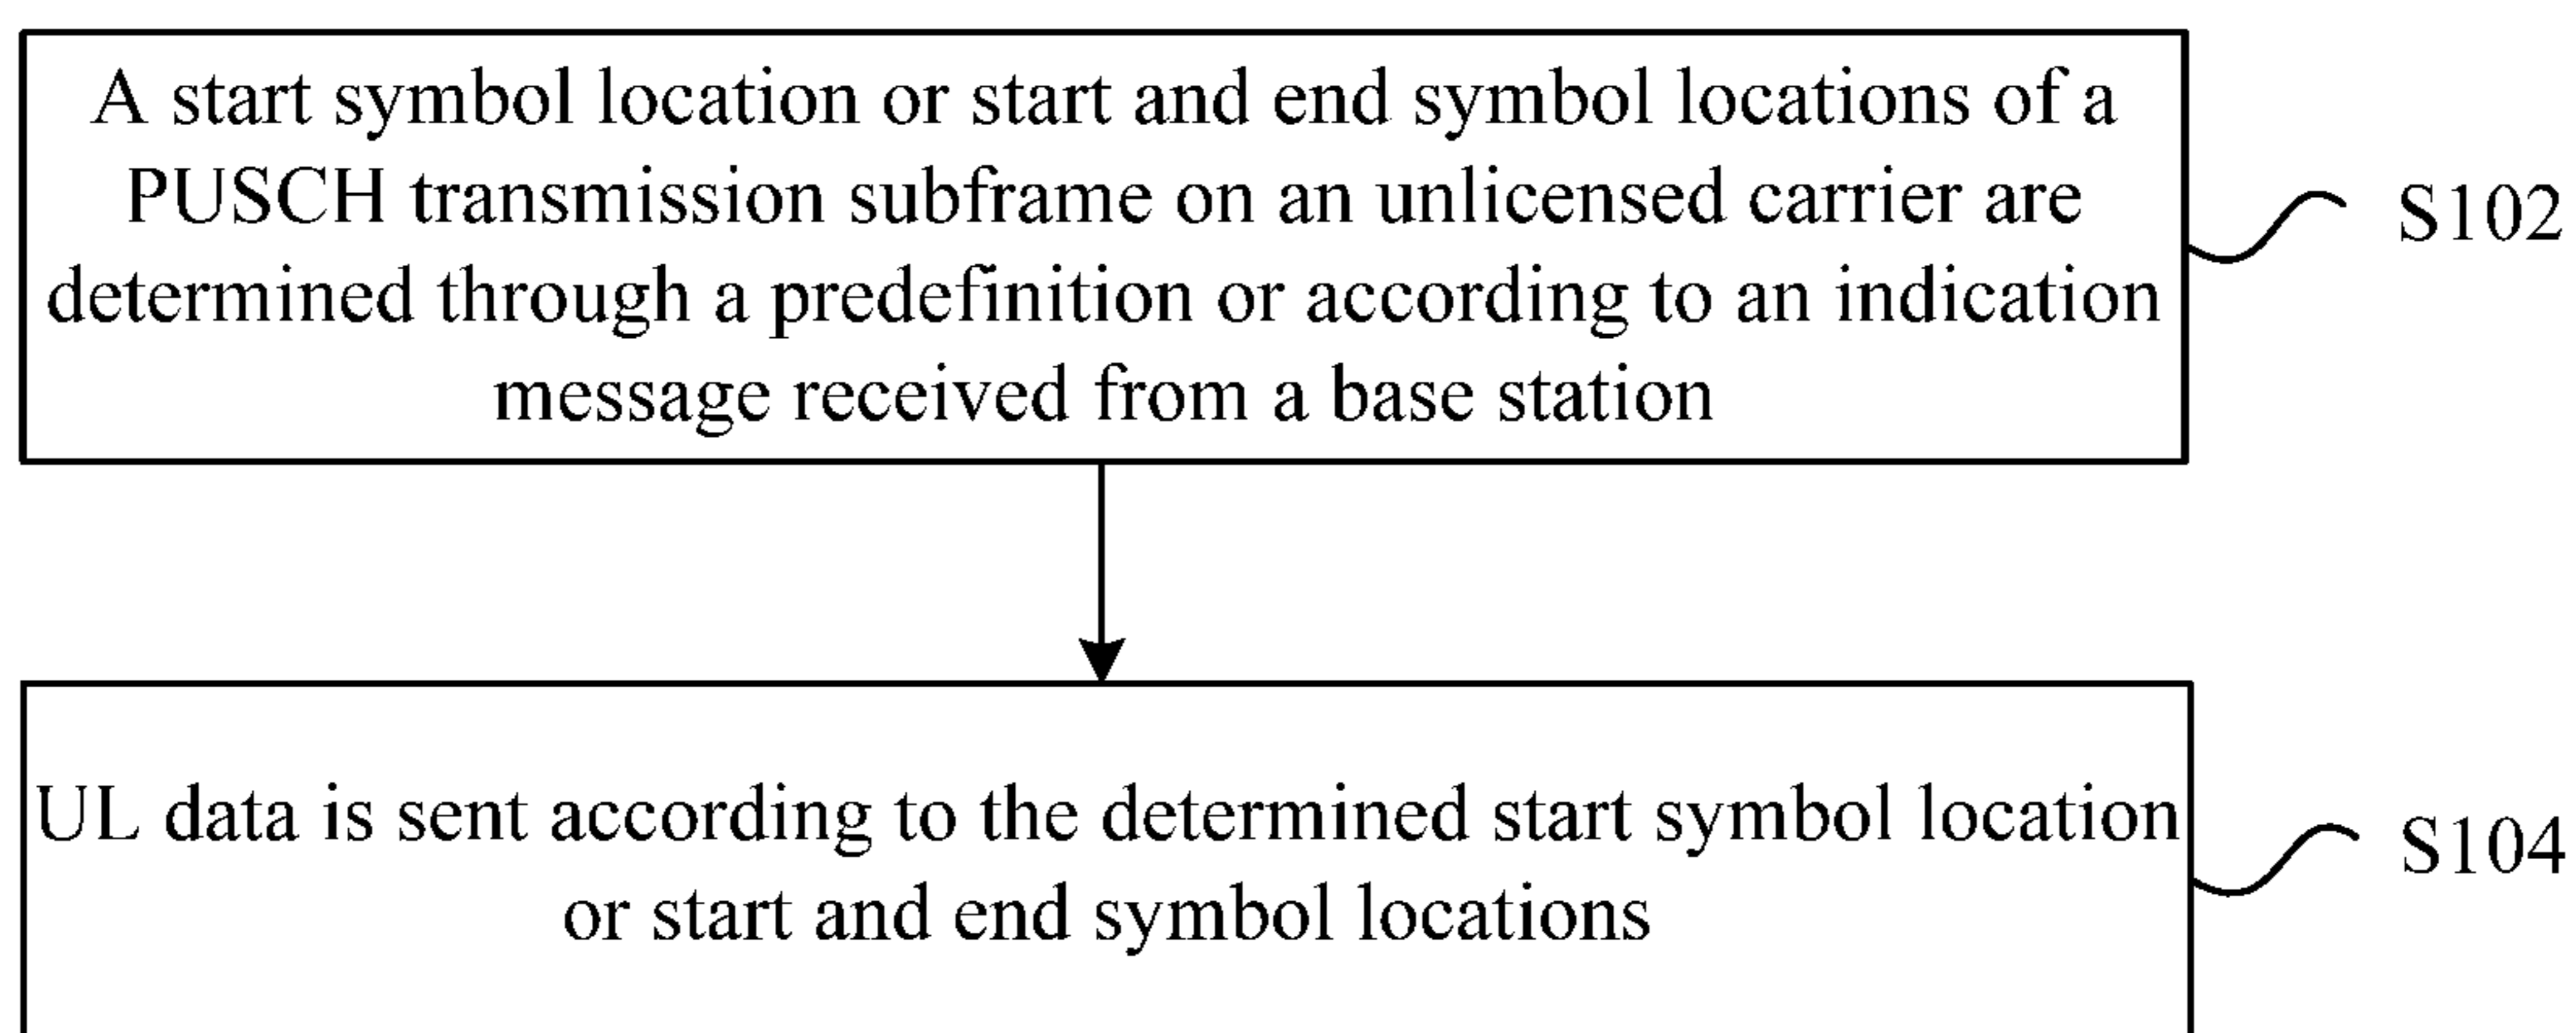 A start symbol location or start and end symbol locations of a
PUSCH transmission subframe on an unlicensed carrier are
determined through a predefinition or according to an indication
message received from a base station
S102
UL data is sent according to the determined start symbol location
or start and end symbol locations
S104